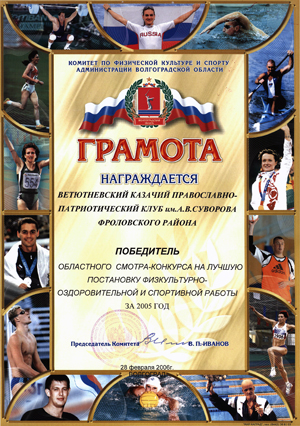 RUSSIA
КОМИТЕТ ПО ФИЗИЧЕСКОЙ КУЛЬТУРЕ И СПОРТУ
АДМИНИСТРАЦИИ ВОЛГОГРАДСКОЙ ОБЛАСТИ
ГРАМОТА
НАГРАЖДАЕТСЯ
ВЕТЮТНЕВСКИЙ КАЗАЧИЙ ПРАВОСЛАВНО-
ПАТРИОТИЧЕСКИЙ КЛУБ им.А.В.СУВОРОВА
ФРОЛОВСКОГО РАЙОНА
ПОБЕДИТЕЛЬ
ОБЛАСТНОГО СМОТРА-КОНКУРСА НА ЛУЧШУЮ
ПОСТАНОВКУ ФИЗКУЛЬТУРНО-
ОЗДОРОВИТЕЛЬНОЙ И СПОРТИВНОЙ РАБОТЫ
ЗА 2005 ГОД
Председатель Комитета В. П. ИВАНОВ
28 февраля 2006г.
ВОЛГОГРАД